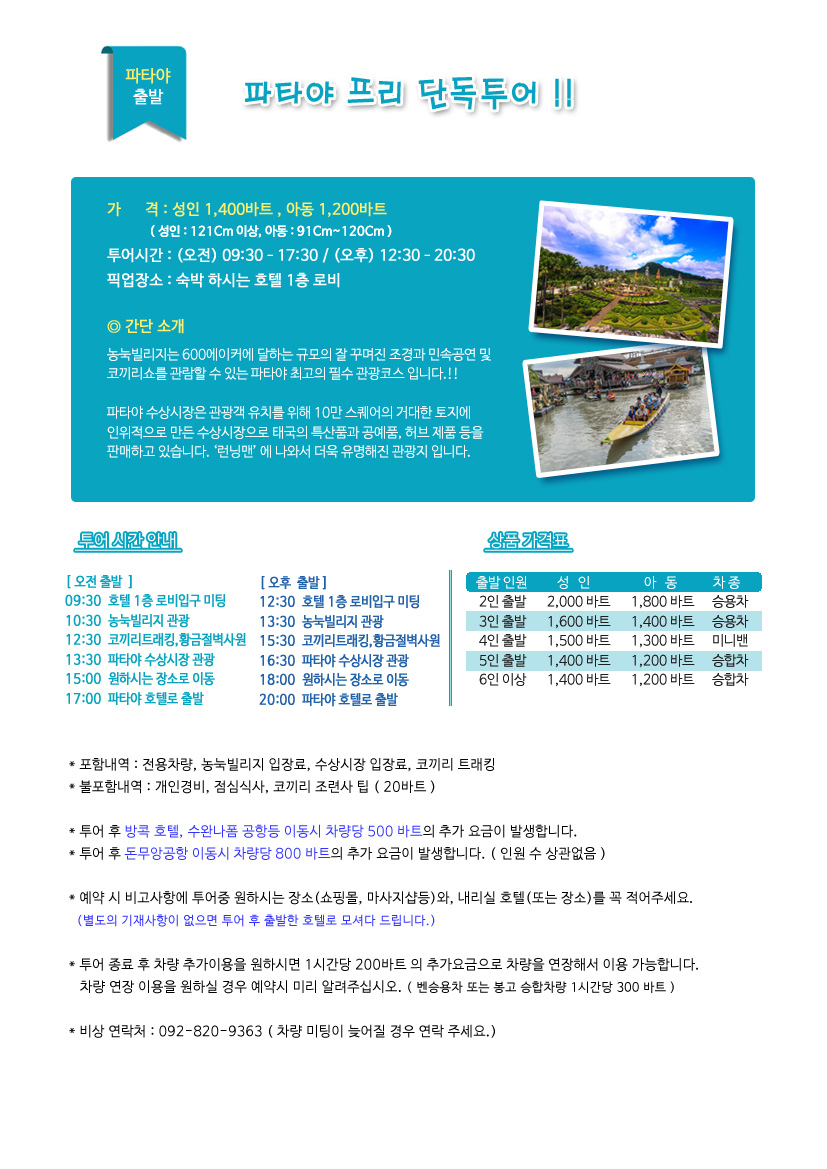 파타야
출발
파타야 프리 단독투어 !!
가 격 : 성인 1,400바트 , 아동 1,200바트
( 성인 : 121Cm 이상, 아동 : 91Cm~120Cm )
투어시간 : (오전) 09:30 - 17:30 / (오후) 12:30 - 20:30
픽업장소 : 숙박 하시는 호텔 1층 로비
◎ 간단 소개
농눅빌리지는 600에이커에 달하는 규모의 잘 꾸며진 조경과 민속공연 및
코끼리쇼를 관람할 수 있는 파타야 최고의 필수 관광코스 입니다.!!
파타야 수상시장은 관광객 유치를 위해 10만 스퀘어의 거대한 토지에
인위적으로 만든 수상시장으로 태국의 특산품과 공예품, 허브 제품 등을
판매하고 있습니다. ‘런닝맨’ 에 나와서 더욱 유명해진 관광지 입니다.
투어 시간 안내
[ 오전 출발 ]
09:30 호텔 1층 로비입구 미팅
10:30 농눅빌리지 관광
12:30 코끼리트래킹,황금절벽사원
13:30 파타야 수상시장 관광
15:00 원하시는 장소로 이동
17:00 파타야 호텔로 출발
[ 오후 출발 ]
12:30 호텔 1층 로비입구 미팅
13:30 농눅빌리지 관광
15:30 코끼리트래킹,황금절벽사원
16:30 파타야 수상시장 관광
18:00 원하시는 장소로 이동
20:00 파타야 호텔로 출발
상품 가격표
출발 인원 성 인 아 동 차 종
2인 출발 2,000 바트 1,800 바트 승용차
3인 출발 1,600 바트 1,400 바트 승용차
4인 출발 1,500 바트 1,300 바트 미니밴
5인 출발 1,400 바트 1,200 바트 승합차
6인 이상 1,400 바트 1,200 바트 승합차
* 포함내역 : 전용차량, 농눅빌리지 입장료, 수상시장 입장료, 코끼리 트래킹
* 불포함내역 : 개인경비, 점심식사, 코끼리 조련사 팁 ( 20바트 )
* 투어 후 방콕 호텔, 수완나폼 공항등 이동시 차량당 500 바트의 추가 요금이 발생합니다.
* 투어 후 돈무앙공항 이동시 차량당 800 바트의 추가 요금이 발생합니다. ( 인원 수 상관없음 )
* 예약 시 비고사항에 투어중 원하시는 장소(쇼핑몰, 마사지샵등)와, 내리실 호텔(또는 장소)를 꼭 적어주세요.
(별도의 기재사항이 없으면 투어 후 출발한 호텔로 모셔다 드립니다.)
* 투어 종료 후 차량 추가이용을 원하시면 1시간당 200바트 의 추가요금으로 차량을 연장해서 이용 가능합니다.
차량 연장 이용을 원하실 경우 예약시 미리 알려주십시오. ( 벤승용차 또는 봉고 승합차량 1시간당 300 바트 )
* 비상 연락처 : 092-820-9363 ( 차량 미팅이 늦어질 경우 연락 주세요.)